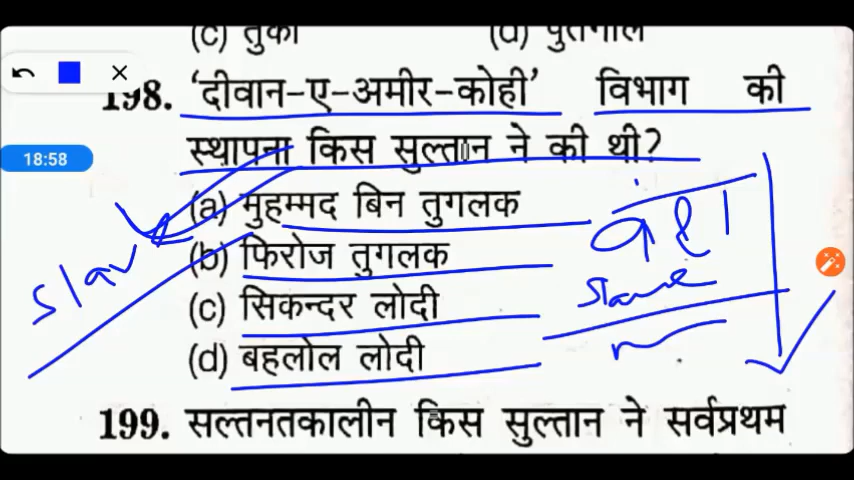 (c) तुर्की
(d) पुर्तगाल
198. ‘दीवान-ए-अमीर-कोही’ विभाग की
स्थापना किस सुल्तान ने की थी?
18:58
(a) मुहम्मद बिन तुगलक
(b) फिरोज तुगलक
(c) सिकन्दर लोदी
(d) बहलोल लोदी
slav
slave
199. सल्तनतकालीन किस सुल्तान ने सर्वप्रथम